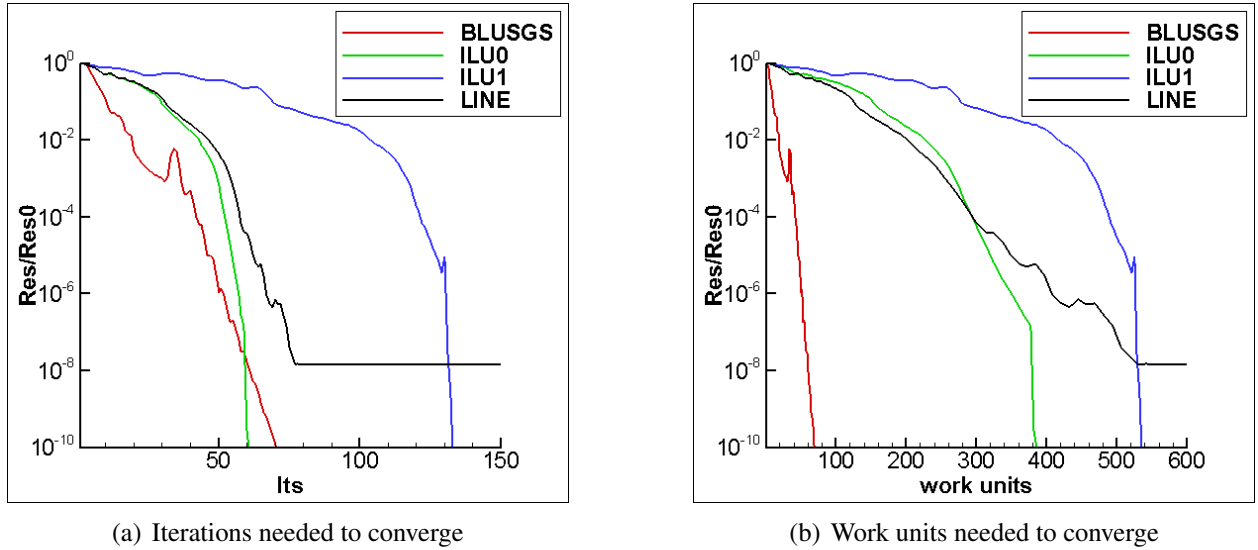 BLUSGS
ILU0
ILU1
LINE
10^0
10^-2
10^-4
10^-6
10^-8
10^-10
Res/Res0
50
100
150
Its
(a) Iterations needed to converge
BLUSGS
ILU0
ILU1
LINE
10^0
10^-2
10^-4
10^-6
10^-8
10^-10
Res/Res0
100
200
300
400
500
600
work units
(b) Work units needed to converge